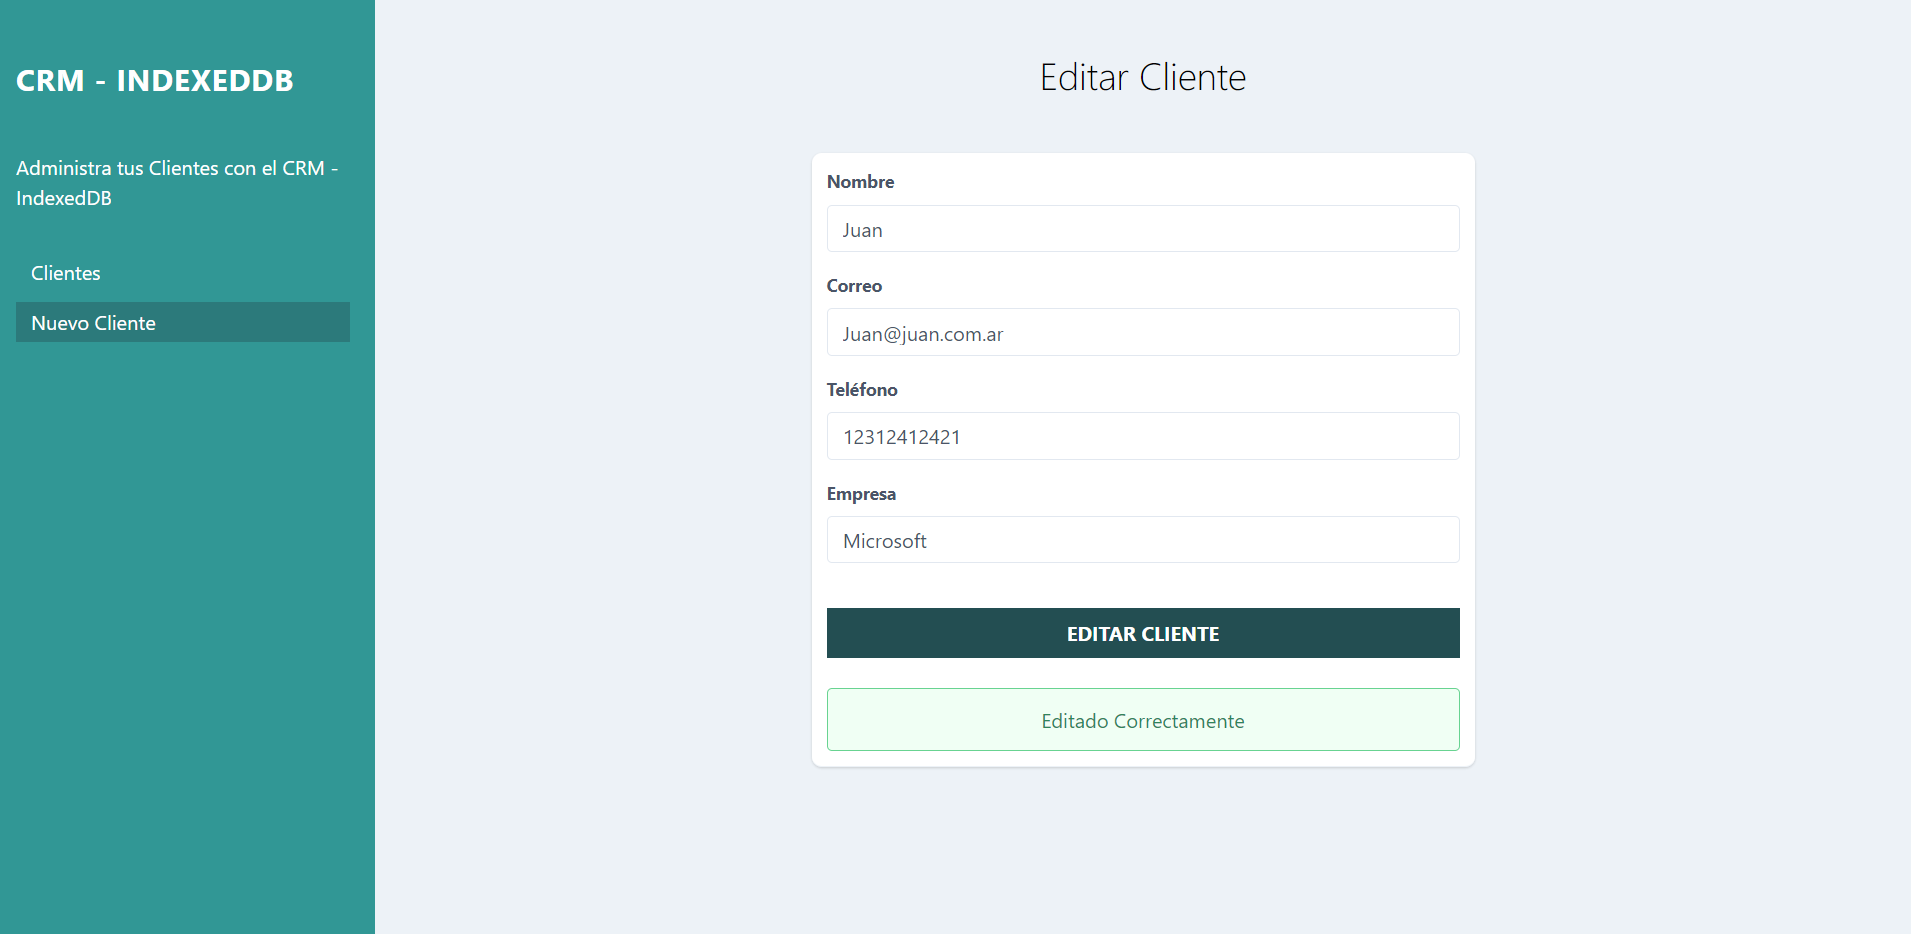 CRM - INDEXEDDB
Administra tus Clientes con el CRM -
IndexedDB
Clientes
Nuevo Cliente
Editar Cliente
Nombre
Juan
Correo
Juan@juan.com.ar
Teléfono
12312412421
Empresa
Microsoft
EDITAR CLIENTE
Editado Correctamente